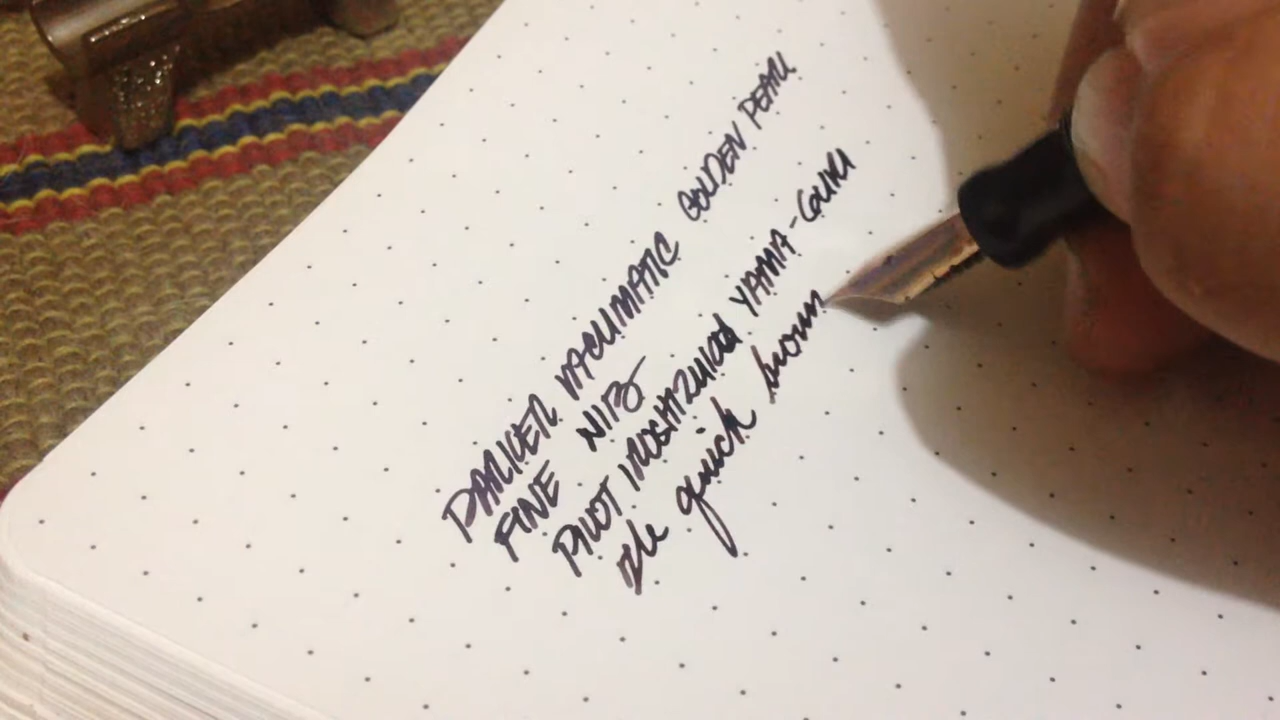 PARKER VACUMATIC GOLDEN PEARL
FINE NIB
PILOT IROSHIZUKU YAMA-GURI
the quick brown